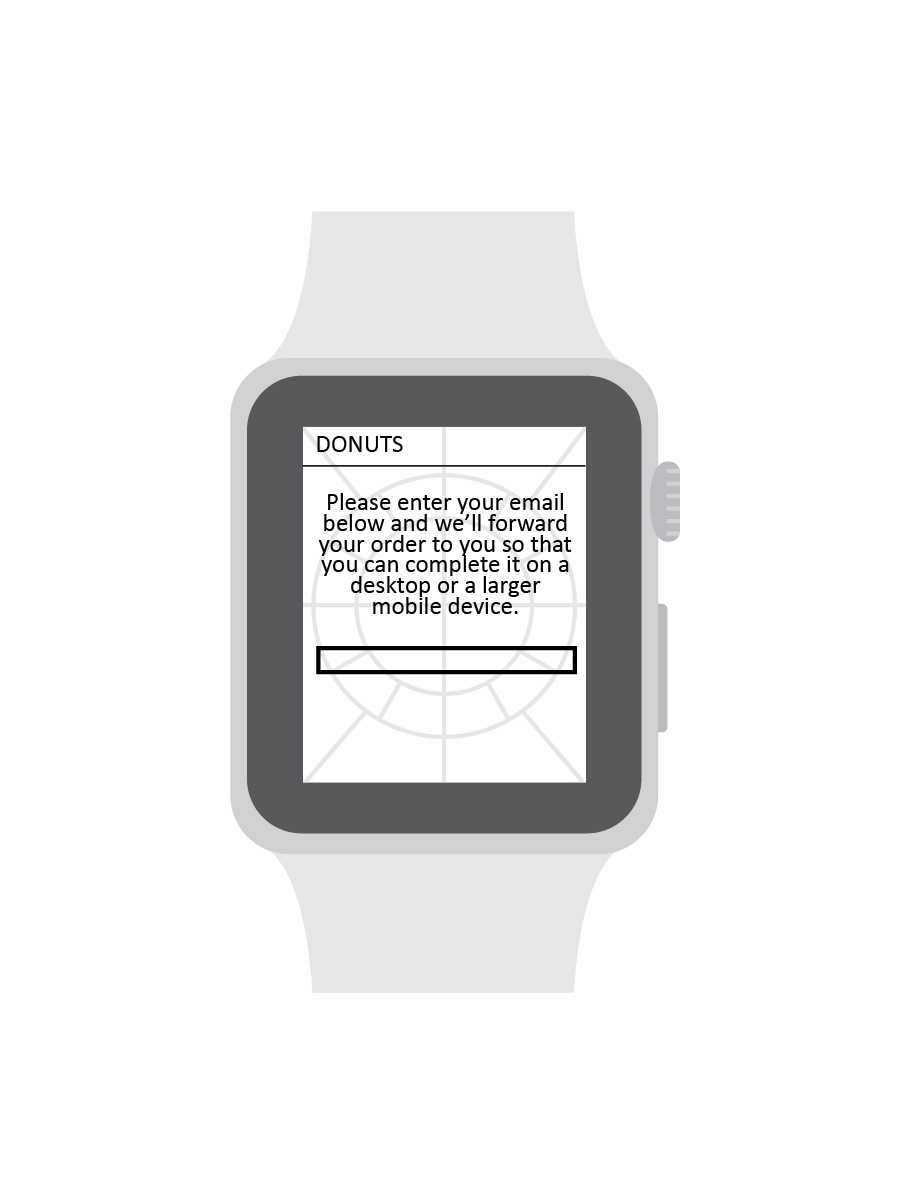 DONUTS
Please enter your email
below and we’ll forward
your order to you so that
you can complete it on a
desktop or a larger
mobile device.